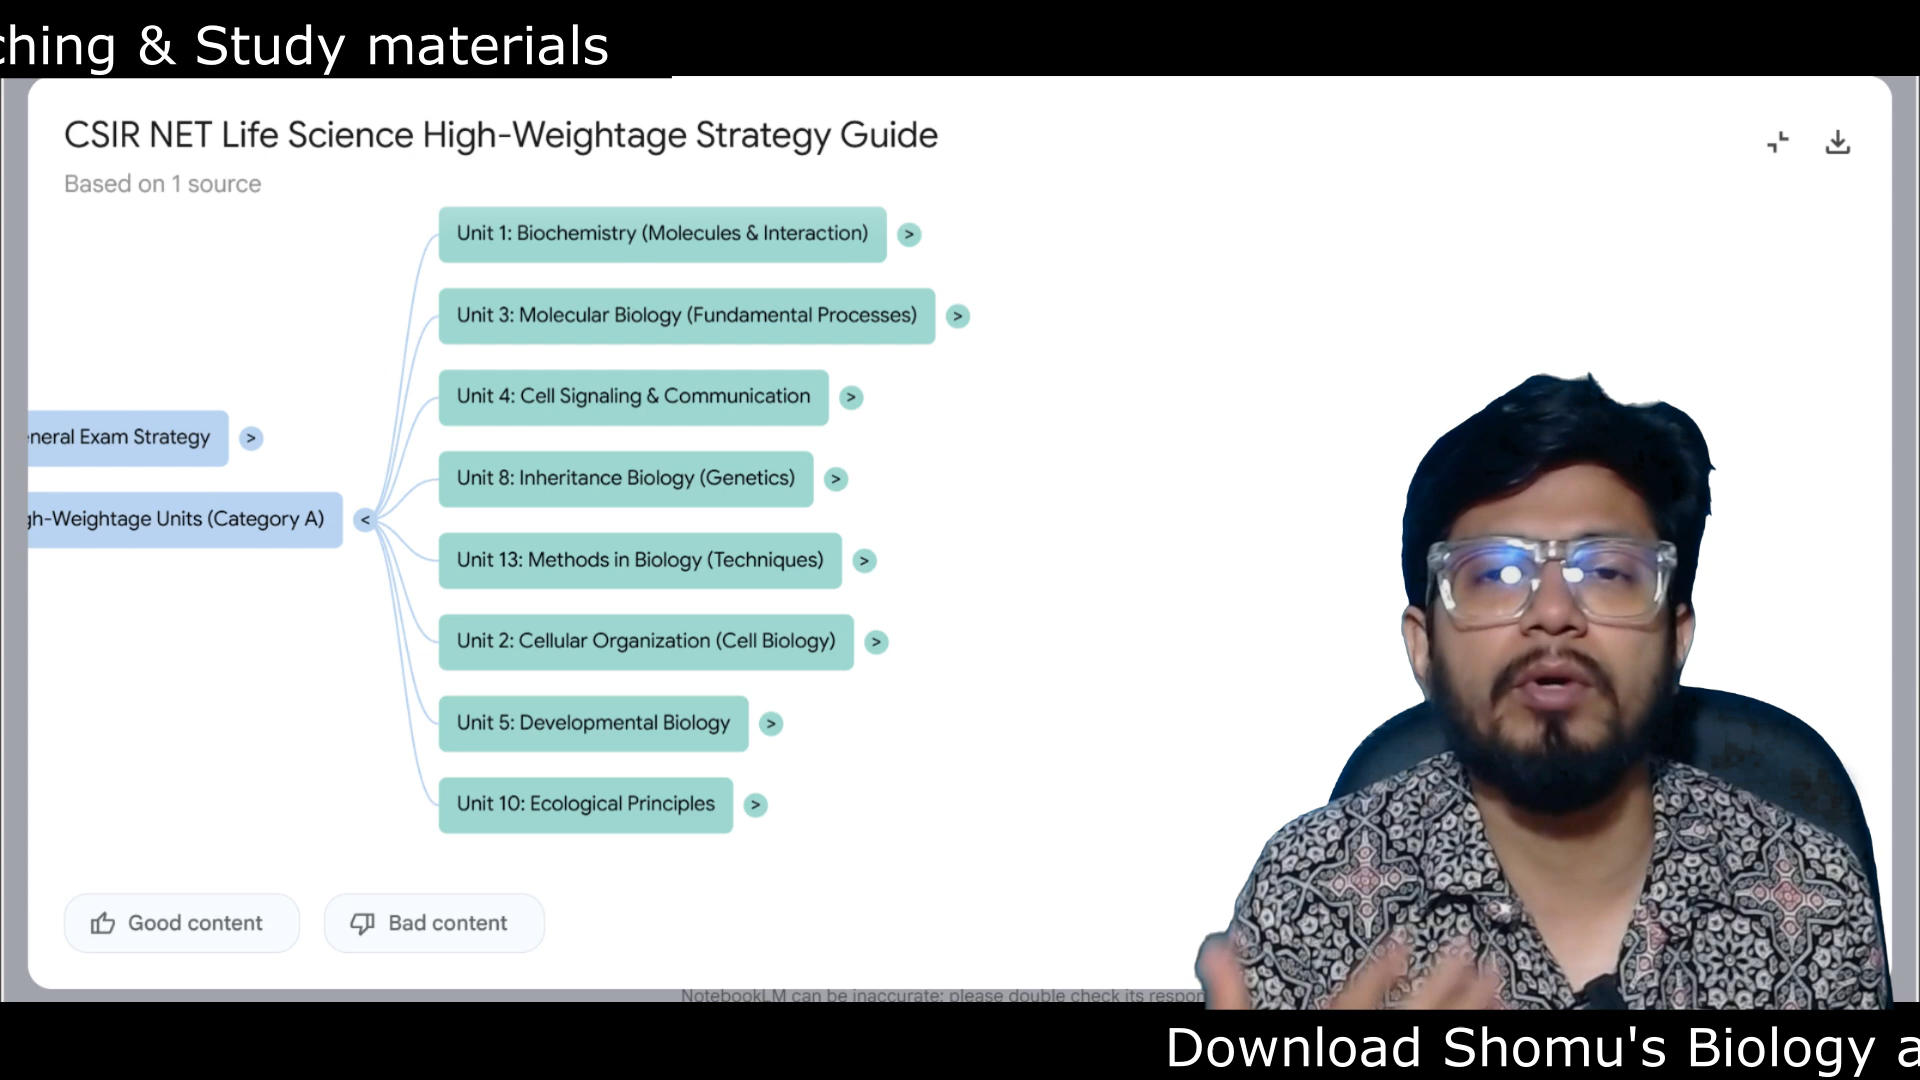 ching & Study materials
CSIR NET Life Science High-Weightage Strategy Guide
Based on 1 source
Unit 1: Biochemistry (Molecules & Interaction) >
Unit 3: Molecular Biology (Fundamental Processes) >
Unit 4: Cell Signaling & Communication >
neral Exam Strategy >
Unit 8: Inheritance Biology (Genetics) >
gh-Weightage Units (Category A) <
Unit 13: Methods in Biology (Techniques) >
Unit 2: Cellular Organization (Cell Biology) >
Unit 5: Developmental Biology >
Unit 10: Ecological Principles >
Good content
Bad content
NotebookLM can be inaccurate; please double check its respon
Download Shomu's Biology a